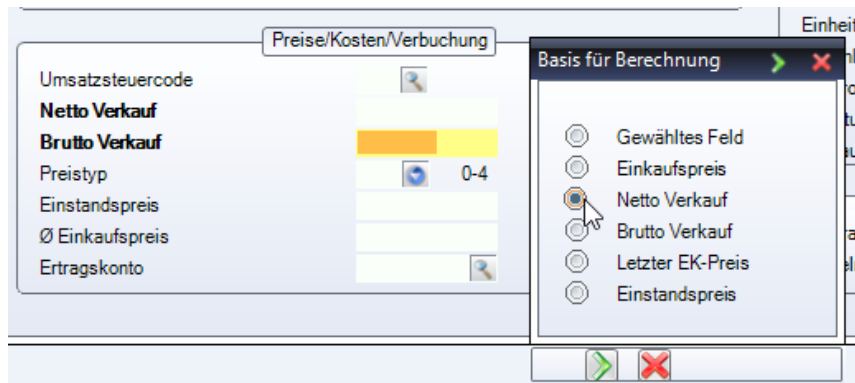 Preise/Kosten/Verbuchung
Umsatzsteuercode
Netto Verkauf
Brutto Verkauf
Preistyp 0-4
Einstandspreis
Ø Einkaufspreis
Ertragskonto
Basis für Berechnung
Gewähltes Feld
Einkaufspreis
Netto Verkauf
Brutto Verkauf
Letzter EK-Preis
Einstandspreis
Einheit